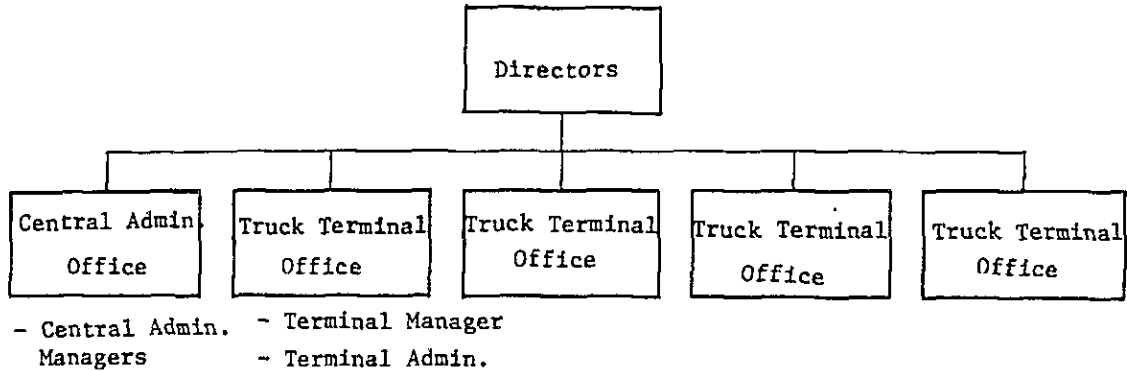 Directors
Central Admin.
Office
Truck Terminal
Office
Truck Terminal
Office
Truck Terminal
Office
Truck Terminal
Office
- Central Admin.
Managers
- Terminal Manager
- Terminal Admin.